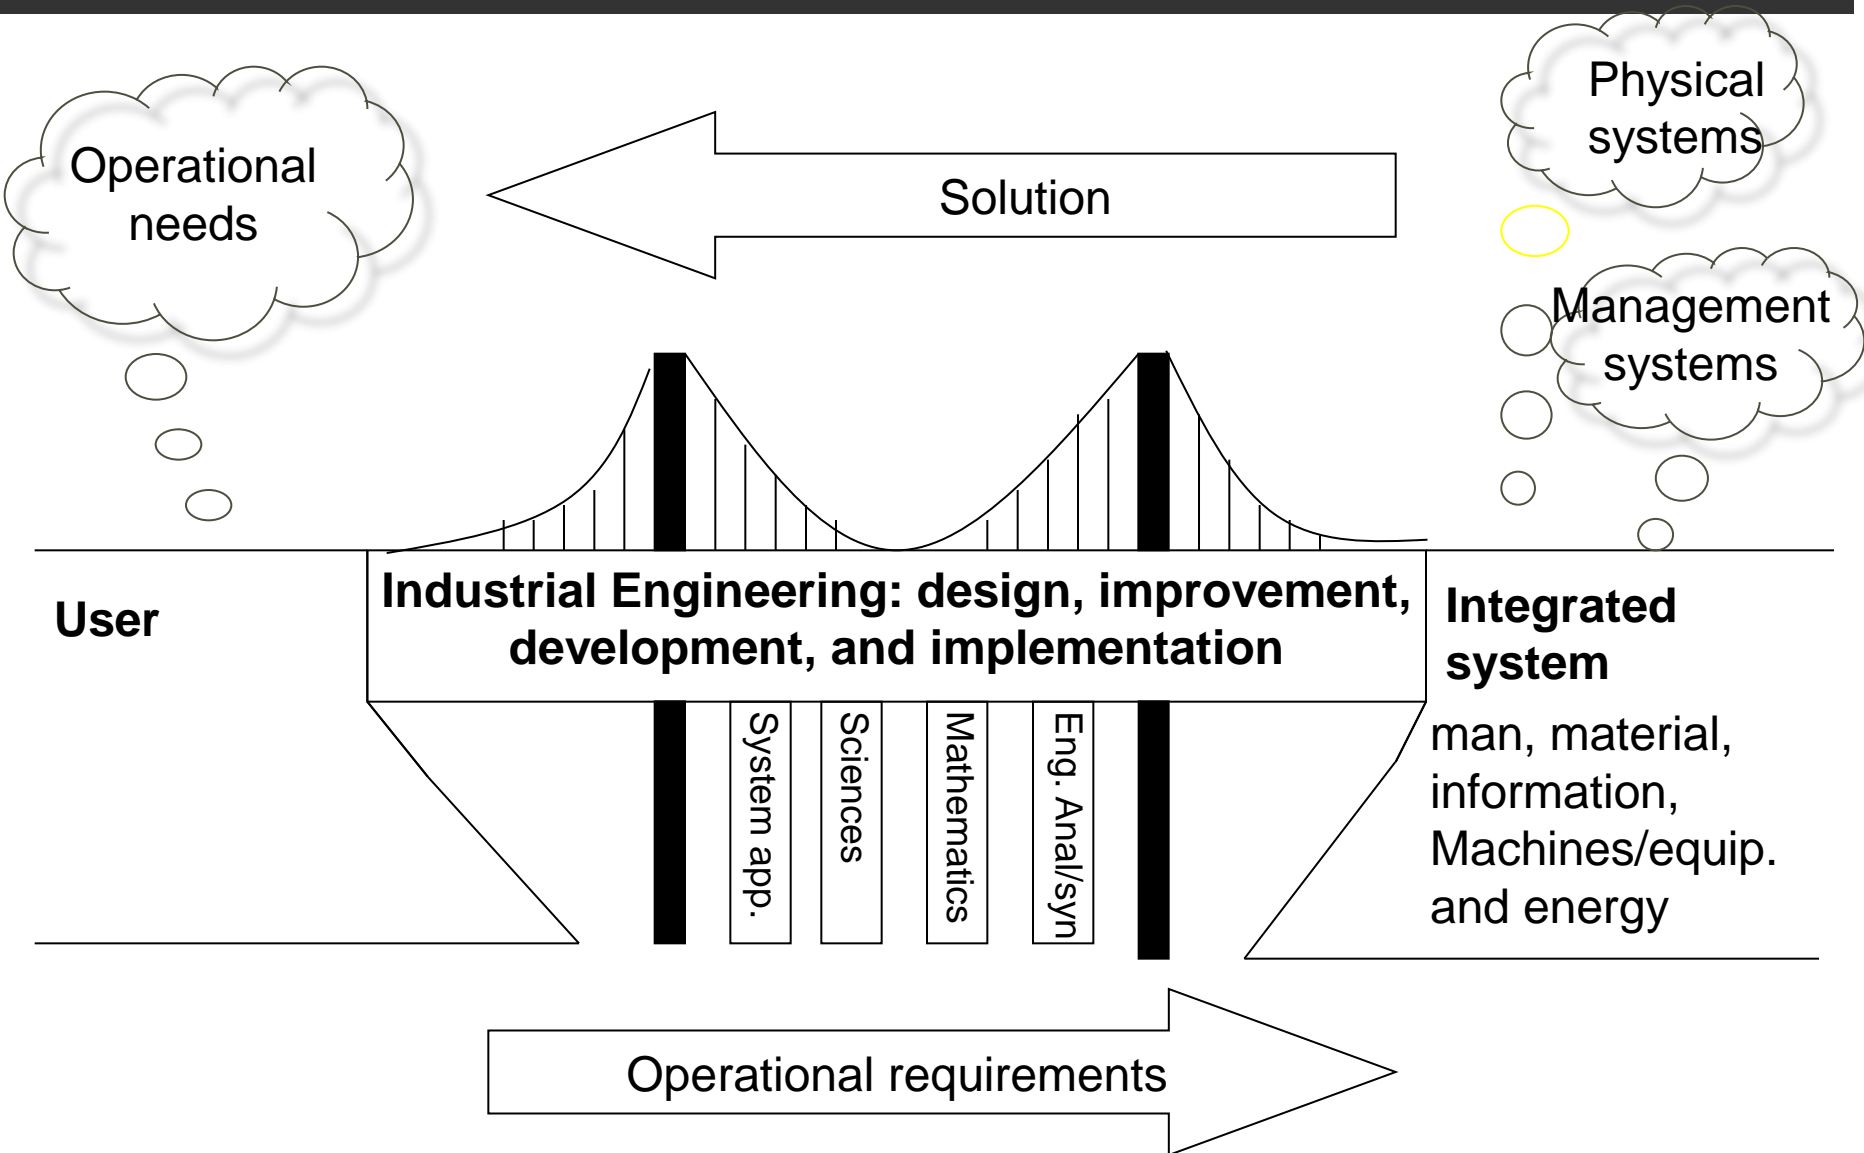 Operational
needs
Solution
Physical
systems
Management
systems
User
Industrial Engineering: design, improvement,
development, and implementation
Integrated
system
man, material,
information,
Machines/equip.
and energy
System app.
Sciences
Mathematics
Eng. Anal/syn
Operational requirements